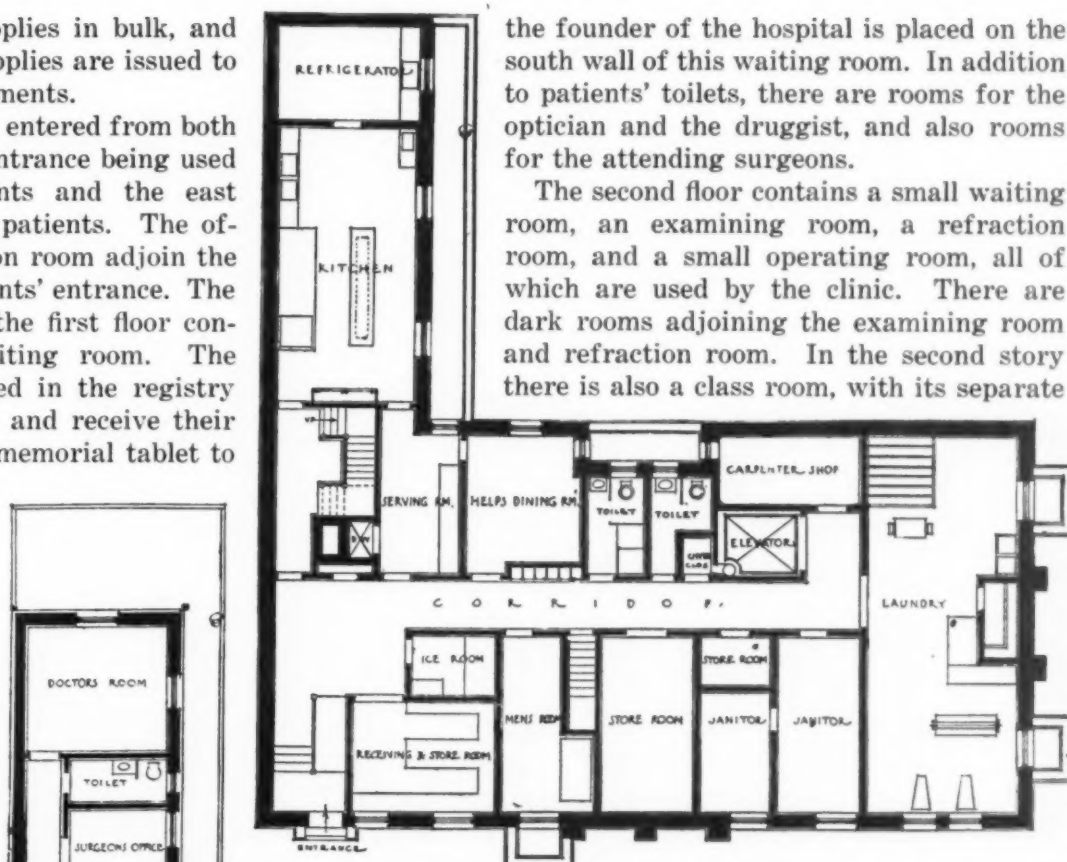 pplies in bulk, and
pplies are issued to
ments.
entered from both
ntrance being used
nts and the east
patients. The of-
on room adjoin the
nts' entrance. The
the first floor con-
iting room. The
ed in the registry
and receive their
memorial tablet to
the founder of the hospital is placed on the
south wall of this waiting room. In addition
to patients' toilets, there are rooms for the
optician and the druggist, and also rooms
for the attending surgeons.
The second floor contains a small waiting
room, an examining room, a refraction
room, and a small operating room, all of
which are used by the clinic. There are
dark rooms adjoining the examining room
and refraction room. In the second story
there is also a class room, with its separate
REFRIGERATOR
KITCHEN
SERVING RM.
HELPS DINING RM.
TOILET
TOILET
CARPENTER SHOP
ELEVATOR
CORRIDOR
LAUNDRY
ICE ROOM
MENS ROOM
STORE ROOM
STORE ROOM
JANITOR
JANITOR
RECEIVING & STORE ROOM
ENTRANCE
DOCTORS ROOM
TOILET
SURGEONS OFFICE